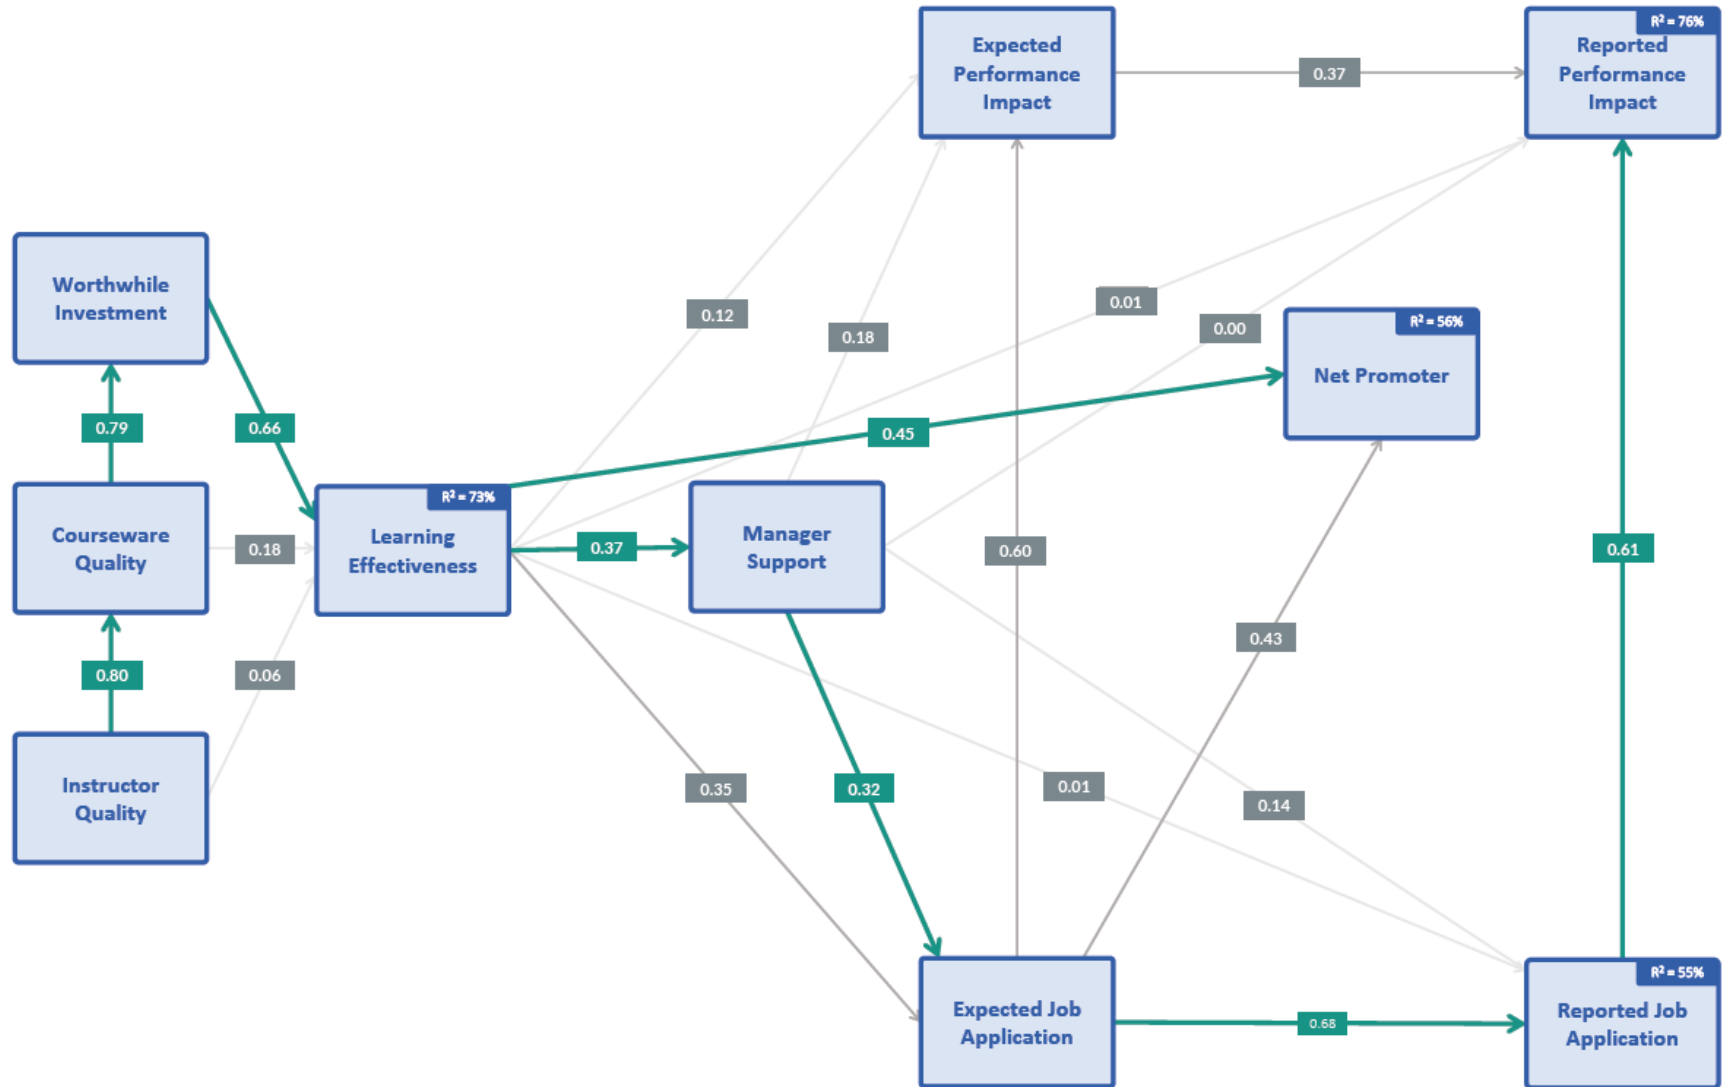 Expected
Performance
Impact
0.37
R² = 76%
Reported
Performance
Impact
Worthwhile
Investment
0.12
0.18
0.01
0.00
R² = 56%
Net Promoter
0.79
0.66
0.45
Courseware
Quality
0.18
R² = 73%
Learning
Effectiveness
0.37
Manager
Support
0.60
0.61
0.80
0.06
0.43
Instructor
Quality
0.35
0.32
0.01
0.14
Expected Job
Application
0.68
R² = 55%
Reported Job
Application